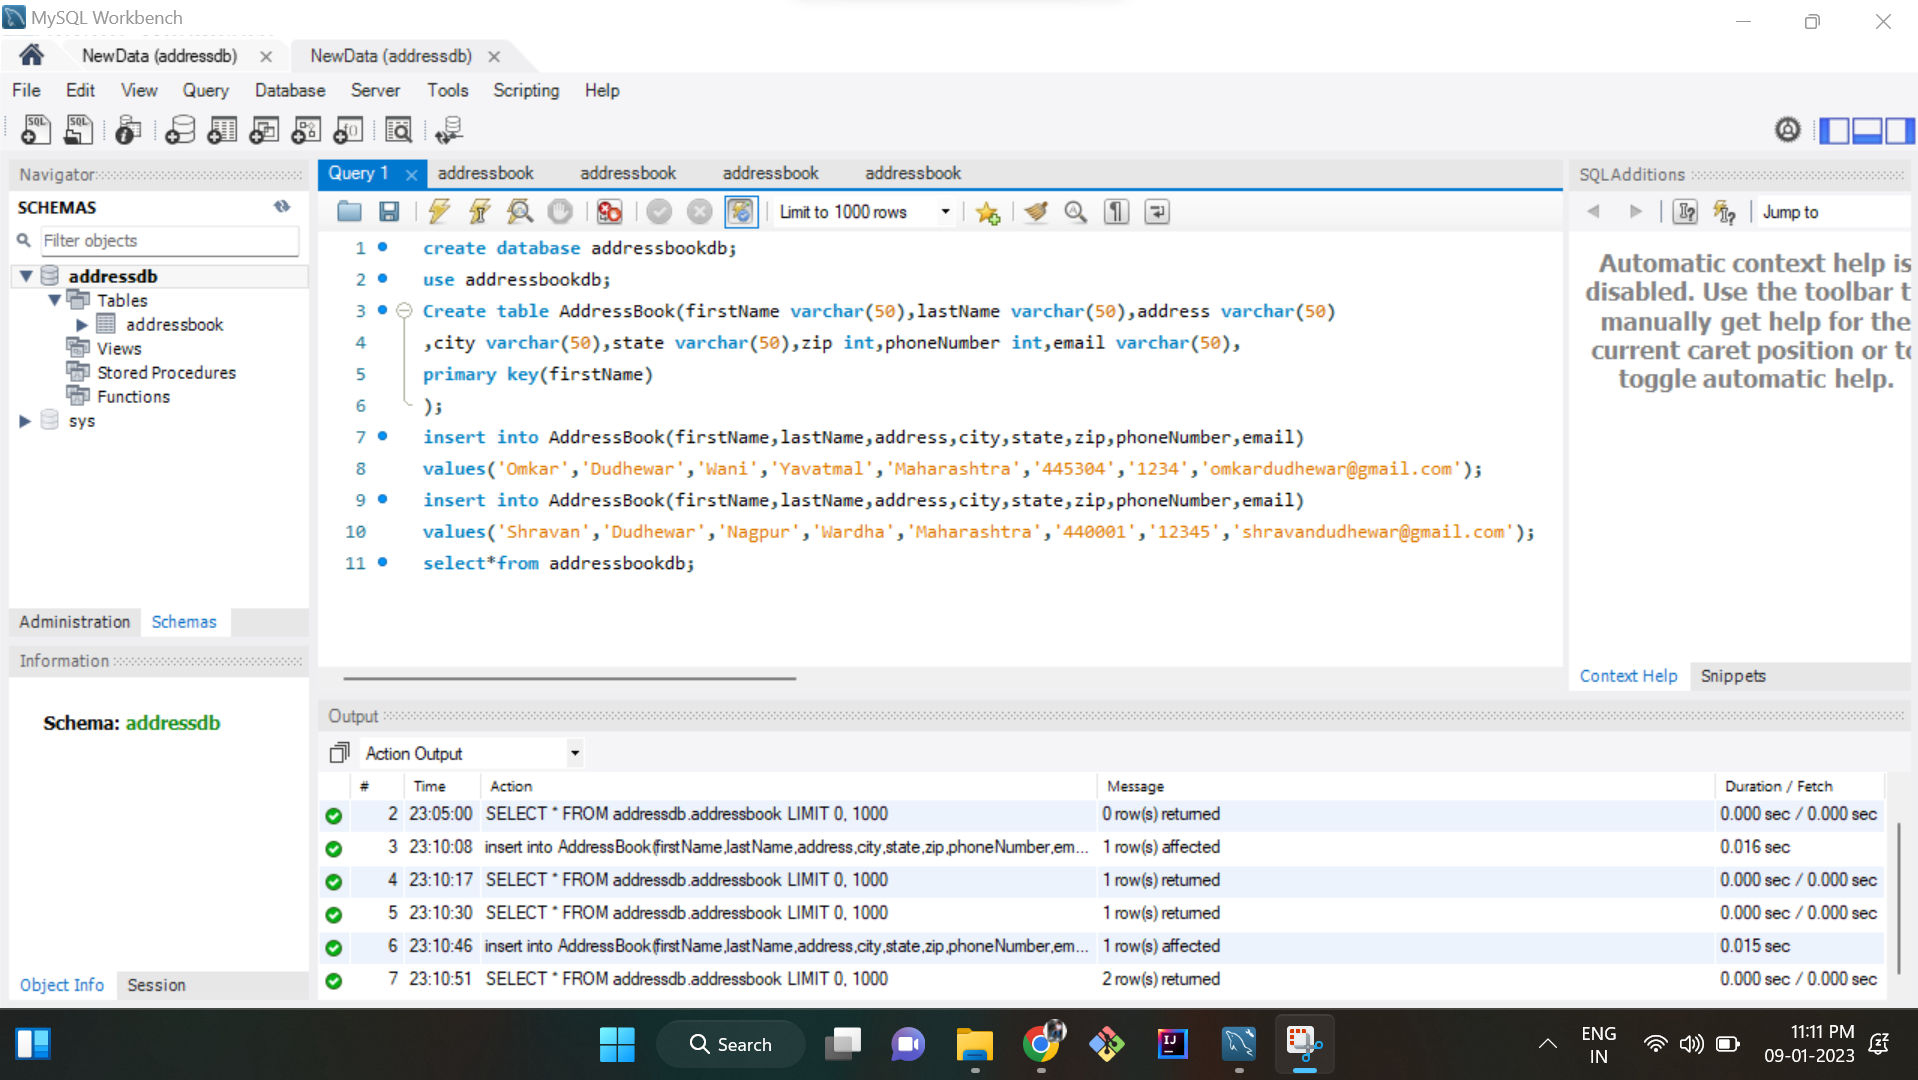 MySQL Workbench
NewData (addressdb)
NewData (addressdb)
File Edit View Query Database Server Tools Scripting Help
Navigator
SCHEMAS
Filter objects
addressdb
Tables
addressbook
Views
Stored Procedures
Functions
sys
Administration Schemas
Information
Schema: addressdb
Object Info Session
Query 1 addressbook addressbook addressbook addressbook
Limit to 1000 rows
1 create database addressbookdb;
2 use addressbookdb;
3 Create table AddressBook(firstName varchar(50),lastName varchar(50),address varchar(50)
4 ,city varchar(50),state varchar(50),zip int,phoneNumber int,email varchar(50),
5 primary key(firstName)
6 );
7 insert into AddressBook(firstName,lastName,address,city,state,zip,phoneNumber,email)
8 values('Omkar','Dudhewar','Wani','Yavatmal','Maharashtra','445304','1234','omkardudhewar@gmail.com');
9 insert into AddressBook(firstName,lastName,address,city,state,zip,phoneNumber,email)
10 values('Shravan','Dudhewar','Nagpur','Wardha','Maharashtra','440001','12345','shravandudhewar@gmail.com');
11 select*from addressbookdb;
SQLAdditions
Jump to
Automatic context help is
disabled. Use the toolbar t
manually get help for the
current caret position or to
toggle automatic help.
Context Help Snippets
Output
Action Output
# Time Action Message Duration / Fetch
2 23:05:00 SELECT * FROM addressdb.addressbook LIMIT 0, 1000 0 row(s) returned 0.000 sec / 0.000 sec
3 23:10:08 insert into AddressBook(firstName,lastName,address,city,state,zip,phoneNumber,em... 1 row(s) affected 0.016 sec
4 23:10:17 SELECT * FROM addressdb.addressbook LIMIT 0, 1000 1 row(s) returned 0.000 sec / 0.000 sec
5 23:10:30 SELECT * FROM addressdb.addressbook LIMIT 0, 1000 1 row(s) returned 0.000 sec / 0.000 sec
6 23:10:46 insert into AddressBook(firstName,lastName,address,city,state,zip,phoneNumber,em... 1 row(s) affected 0.015 sec
7 23:10:51 SELECT * FROM addressdb.addressbook LIMIT 0, 1000 2 row(s) returned 0.000 sec / 0.000 sec
Search
ENG
IN
11:11 PM
09-01-2023